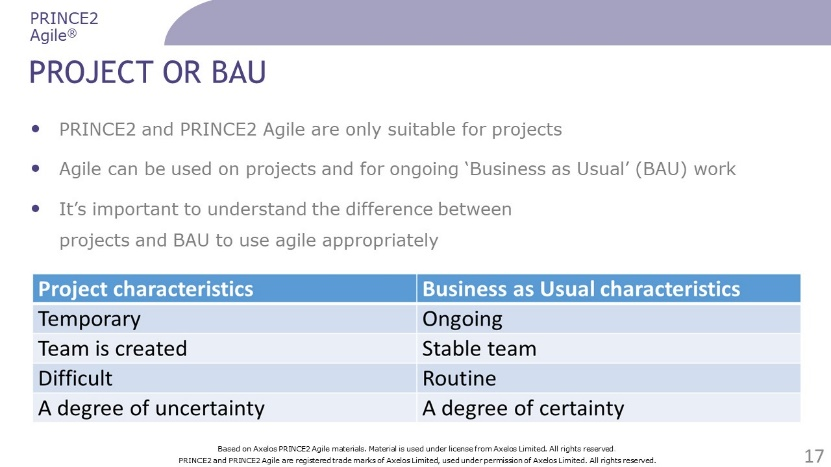 PRINCE2
Agile®
PROJECT OR BAU
• PRINCE2 and PRINCE2 Agile are only suitable for projects
• Agile can be used on projects and for ongoing ‘Business as Usual’ (BAU) work
• It’s important to understand the difference between
projects and BAU to use agile appropriately
Project characteristics Business as Usual characteristics
Temporary Ongoing
Team is created Stable team
Difficult Routine
A degree of uncertainty A degree of certainty
Based on Axelos PRINCE2 Agile materials. Material is used under license from Axelos Limited. All rights reserved
PRINCE2 and PRINCE2 Agile are registered trade marks of Axelos Limited, used under permission of Axelos Limited. All rights reserved.
17